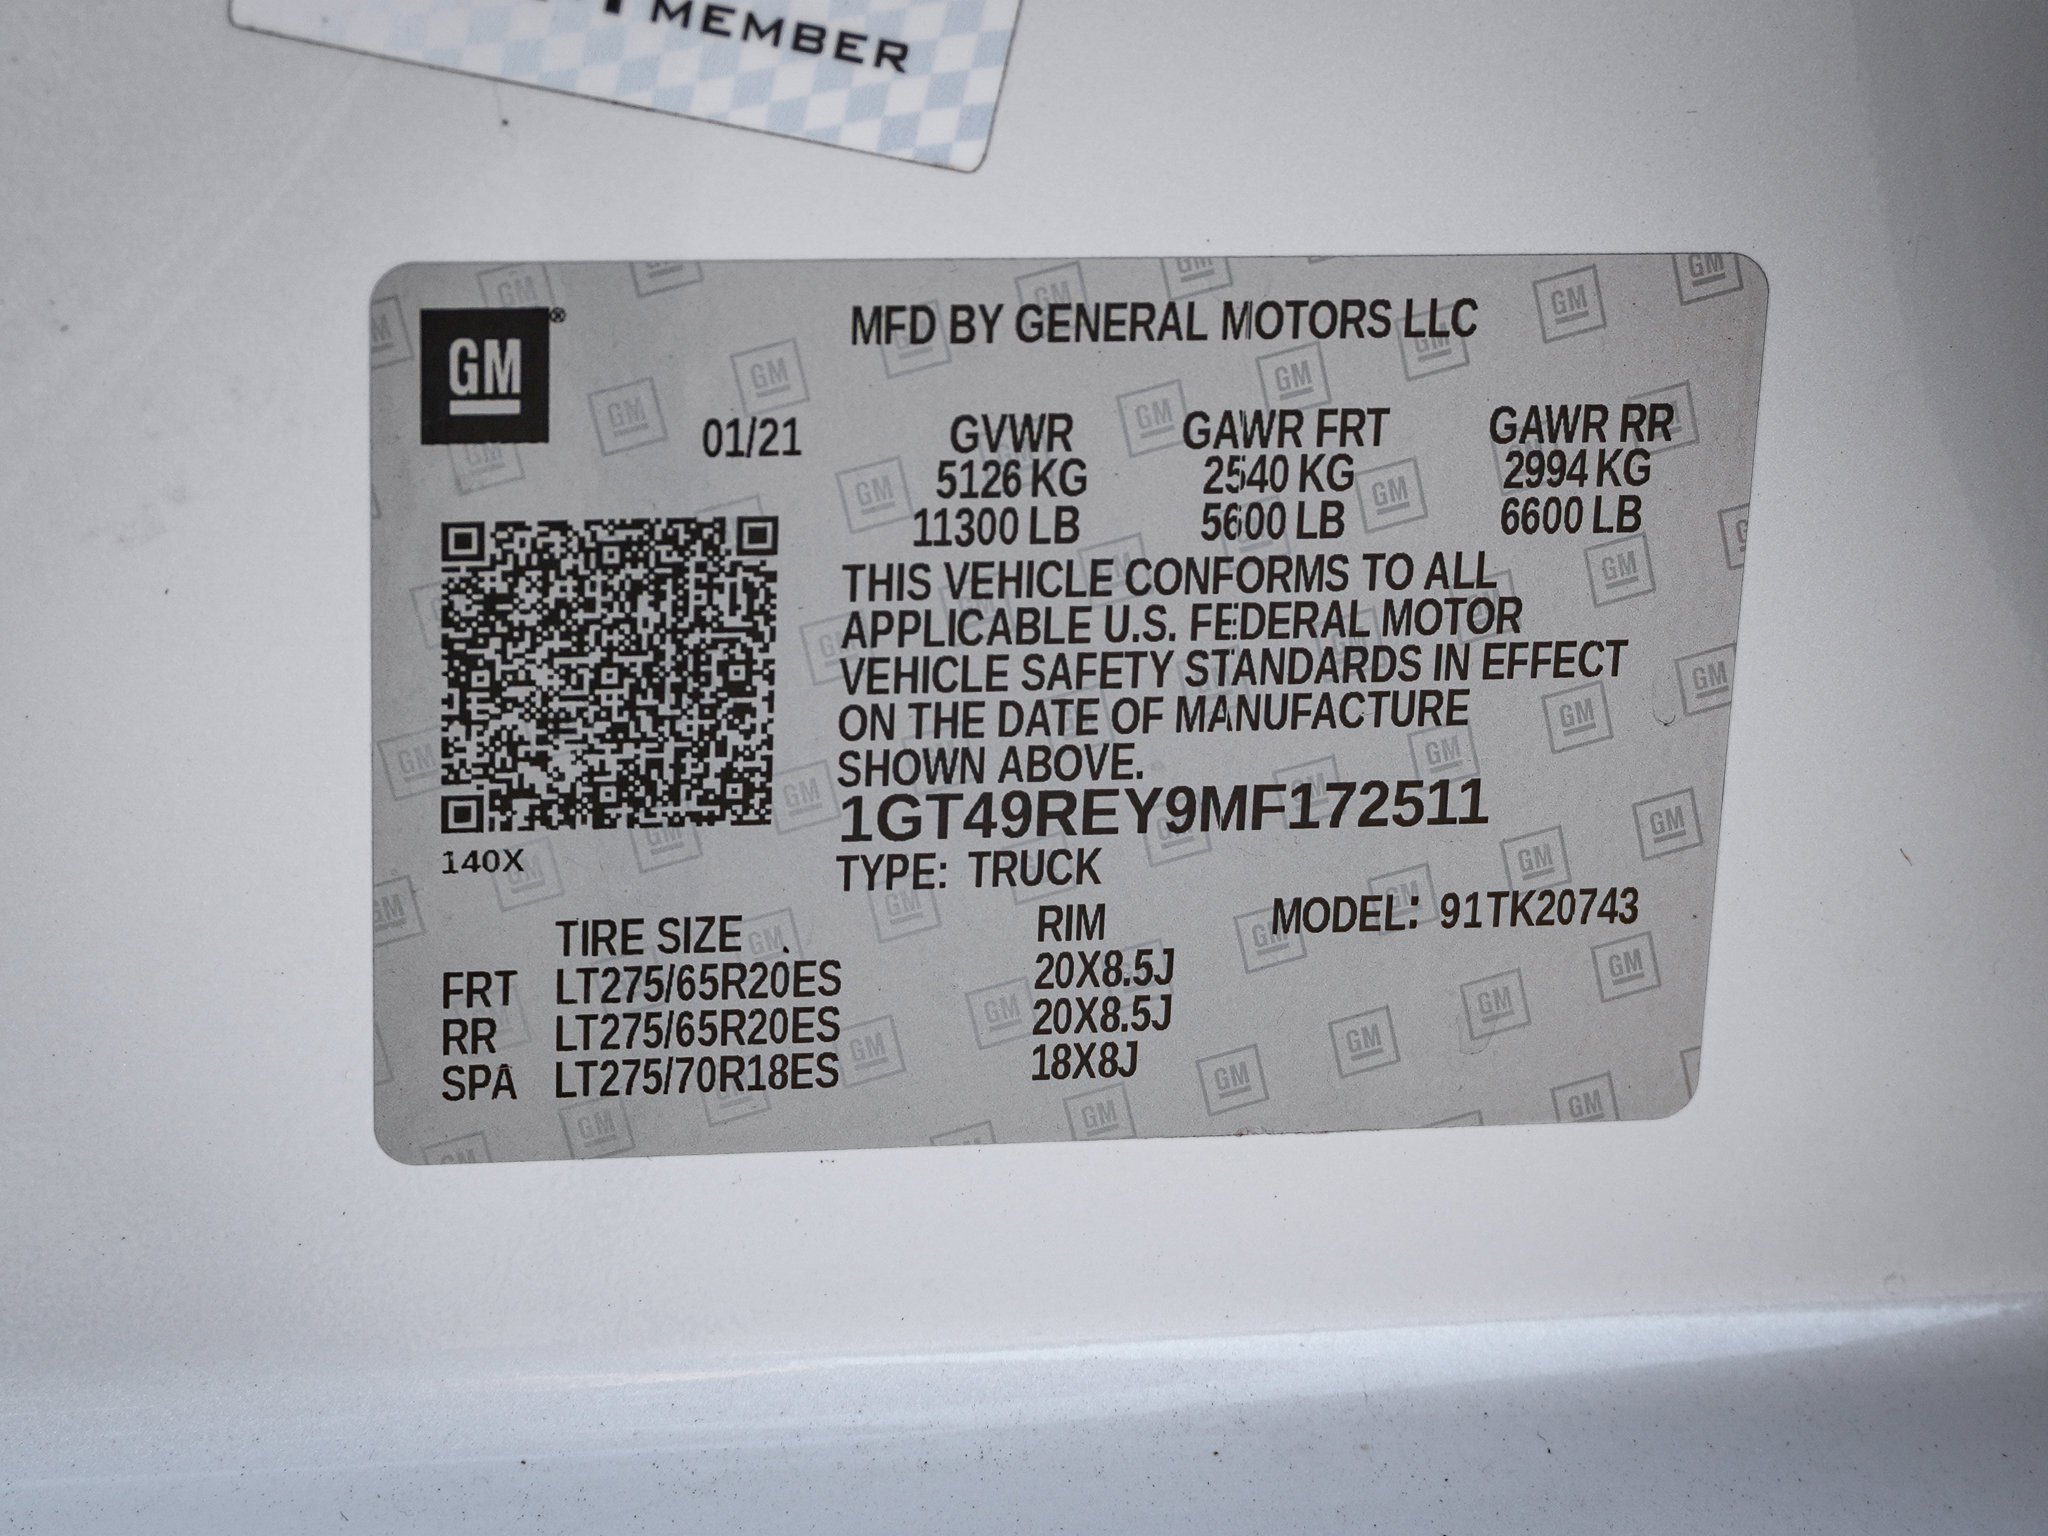 MEMBER
GM
MFD BY GENERAL MOTORS LLC
01/21 GVWR GAWR FRT GAWR RR
5126 KG 2540 KG 2994 KG
11300 LB 5600 LB 6600 LB
THIS VEHICLE CONFORMS TO ALL
APPLICABLE U.S. FEDERAL MOTOR
VEHICLE SAFETY STANDARDS IN EFFECT
ON THE DATE OF MANUFACTURE
SHOWN ABOVE.
1GT49REY9MF172511
140X
TYPE: TRUCK
TIRE SIZE RIM MODEL: 91TK20743
FRT LT275/65R20ES 20X8.5J
RR LT275/65R20ES 20X8.5J
SPA LT275/70R18ES 18X8J